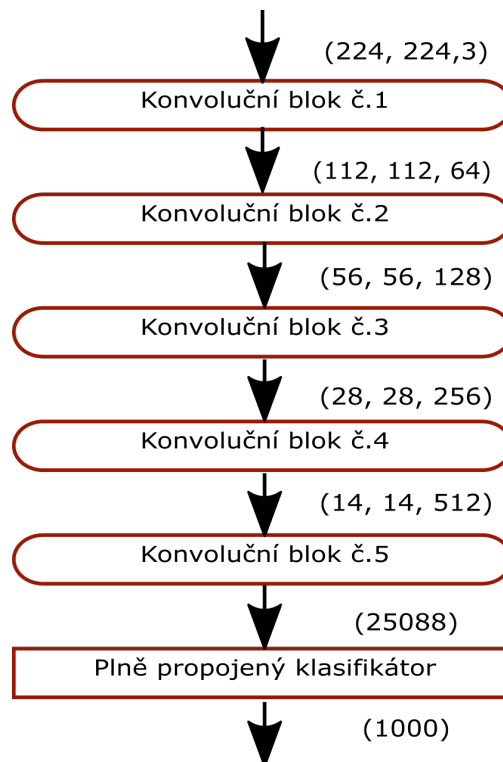 (224, 224,3)
Konvoluční blok č.1
(112, 112, 64)
Konvoluční blok č.2
(56, 56, 128)
Konvoluční blok č.3
(28, 28, 256)
Konvoluční blok č.4
(14, 14, 512)
Konvoluční blok č.5
(25088)
Plně propojený klasifikátor
(1000)